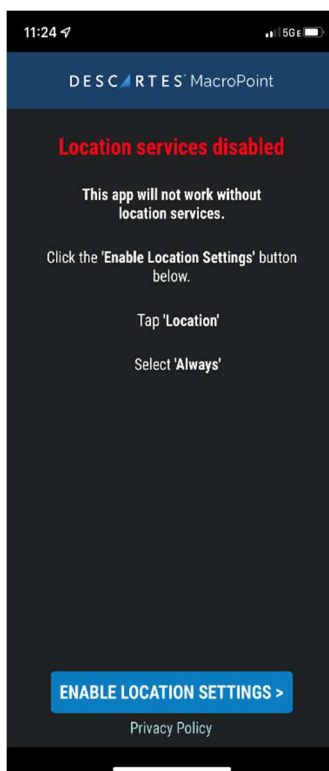 11:24
5G E
DESCARTES MacroPoint
Location services disabled
This app will not work without
location services.
Click the 'Enable Location Settings' button
below.
Tap 'Location'
Select 'Always'
ENABLE LOCATION SETTINGS >
Privacy Policy